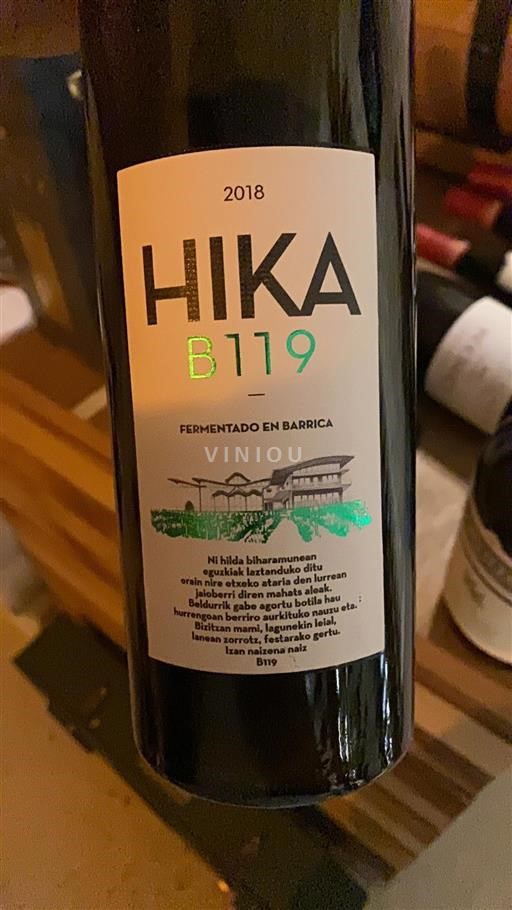 2018
HIKA
B119
FERMENTADO EN BARRICA
VINIOU
Ni hilda biharamunean
eguzkiak laztanduko ditu
orain nire etxeko ataria den lurrean
jaioberri diren mahats aleak.
Beldurrik gabe agortu botila hau :
hurrengoan berriro aurkituko nauzu eta.
Bizitzan mami, lagunekin leial,
lanean zorrotz, festarako gertu.
Izan naizena naiz
B119